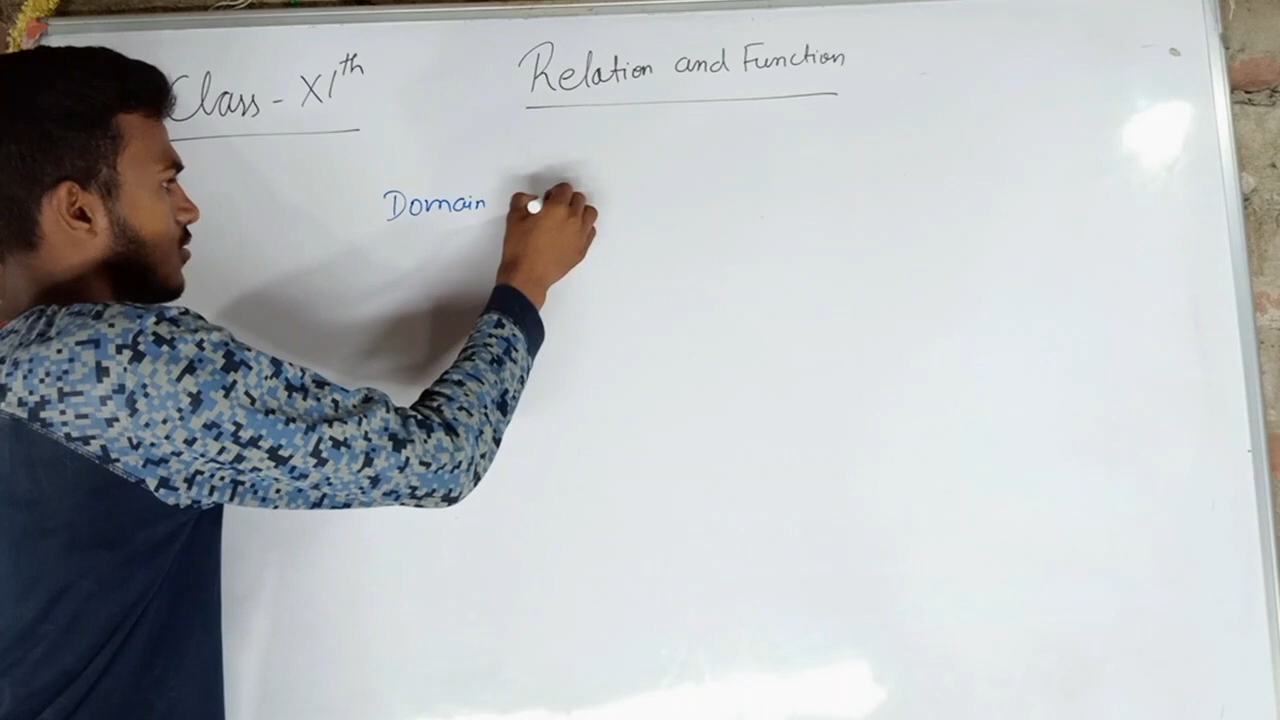 Class - XIth
Relation and Function
Domain